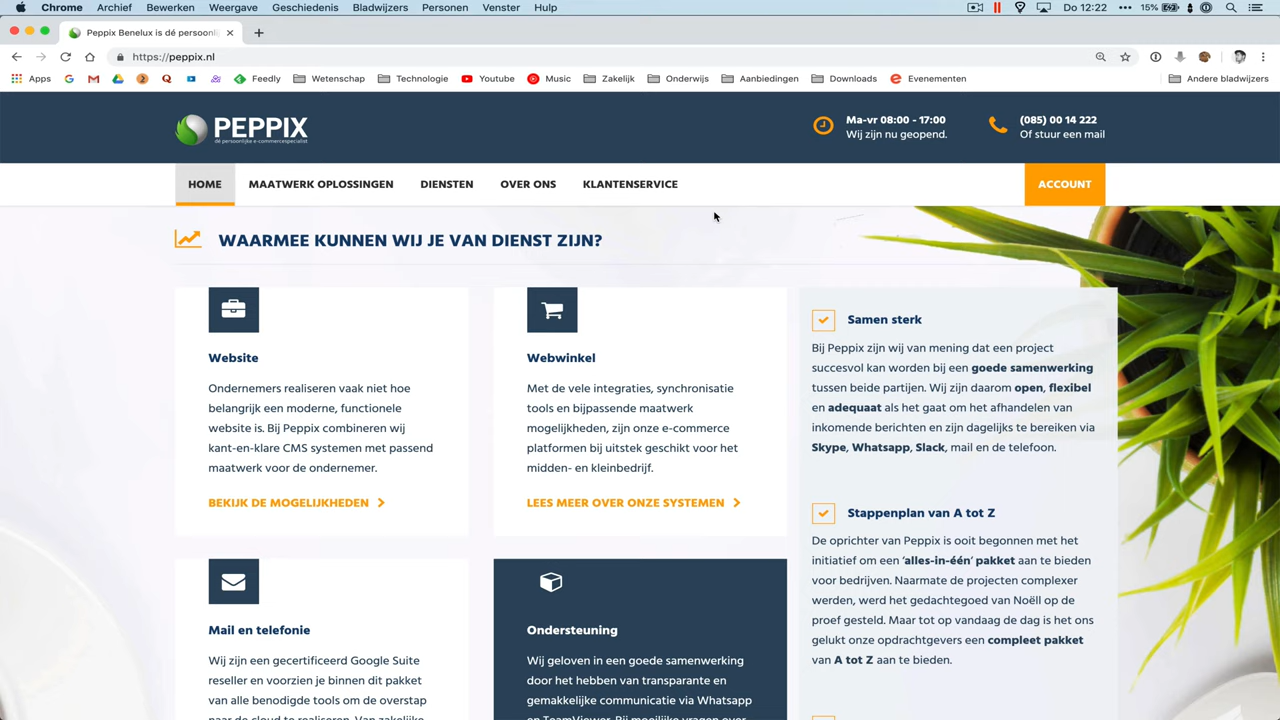 Chrome Archief Bewerken Weergave Geschiedenis Bladwijzers Personen Venster Hulp Do 12:22 15%
Peppix Benelux is dé persoonli
https://peppix.nl
Apps Feedly Wetenschap Technologie Youtube Music Zakelijk Onderwijs Aanbiedingen Downloads Evenementen Andere bladwijzers
PEPPIX
dé persoonlijke e-commercespecialist
Ma-vr 08:00 - 17:00
Wij zijn nu geopend.
(085) 00 14 222
Of stuur een mail
HOME MAATWERK OPLOSSINGEN DIENSTEN OVER ONS KLANTENSERVICE ACCOUNT
WAARMEE KUNNEN WIJ JE VAN DIENST ZIJN?
Website
Ondernemers realiseren vaak niet hoe
belangrijk een moderne, functionele
website is. Bij Peppix combineren wij
kant-en-klare CMS systemen met passend
maatwerk voor de ondernemer.
BEKIJK DE MOGELIJKHEDEN
Webwinkel
Met de vele integraties, synchronisatie
tools en bijpassende maatwerk
mogelijkheden, zijn onze e-commerce
platformen bij uitstek geschikt voor het
midden- en kleinbedrijf.
LEES MEER OVER ONZE SYSTEMEN
Samen sterk
Bij Peppix zijn wij van mening dat een project
succesvol kan worden bij een goede samenwerking
tussen beide partijen. Wij zijn daarom open, flexibel
en adequaat als het gaat om het afhandelen van
inkomende berichten en zijn dagelijks te bereiken via
Skype, Whatsapp, Slack, mail en de telefoon.
Stappenplan van A tot Z
De oprichter van Peppix is ooit begonnen met het
initiatief om een ‘alles-in-één’ pakket aan te bieden
voor bedrijven. Naarmate de projecten complexer
werden, werd het gedachtegoed van Noëll op de
proef gesteld. Maar tot op vandaag de dag is het ons
gelukt onze opdrachtgevers een compleet pakket
van A tot Z aan te bieden.
Mail en telefonie
Wij zijn een gecertificeerd Google Suite
reseller en voorzien je binnen dit pakket
van alle benodigde tools om de overstap
naar de cloud te realiseren. Van zakelijke
Ondersteuning
Wij geloven in een goede samenwerking
door het hebben van transparante en
gemakkelijke communicatie via Whatsapp
en TeamViewer. Bij moeilijke vragen over